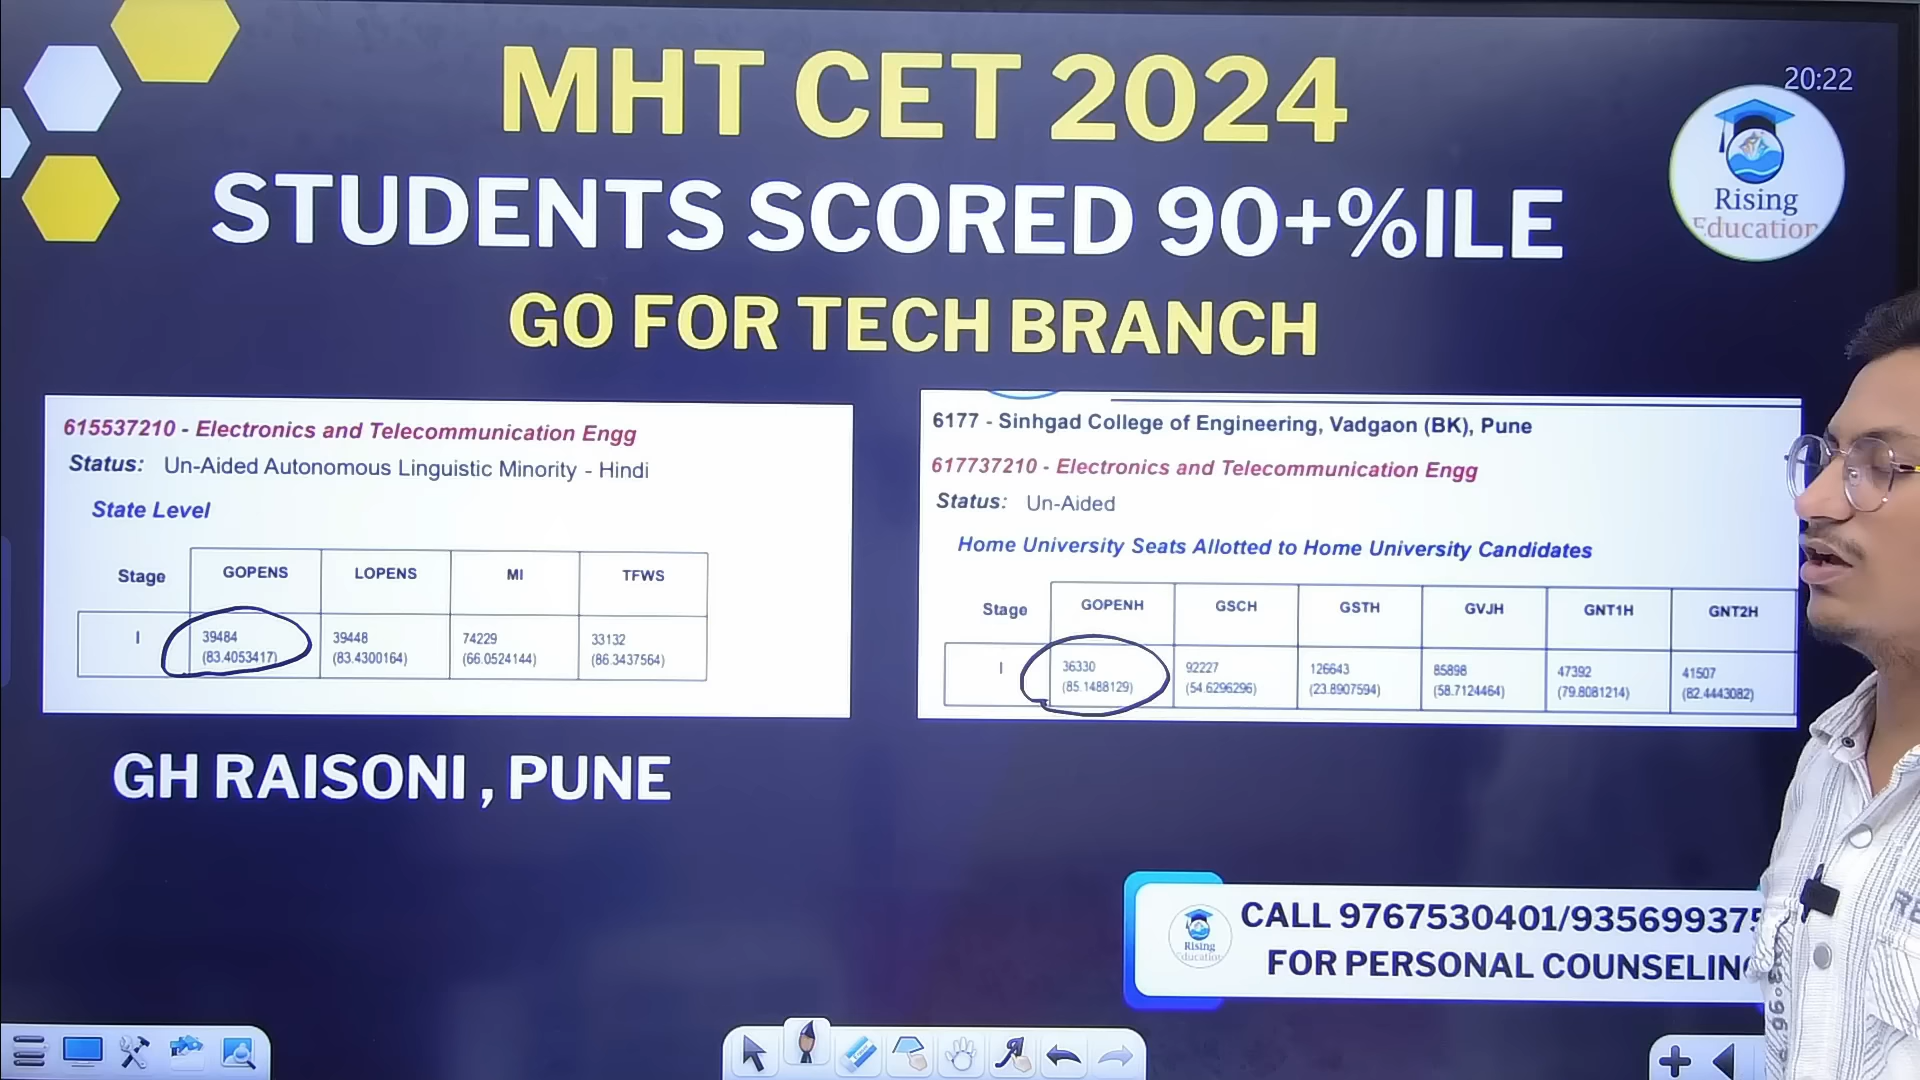 MHT CET 2024
20:22
STUDENTS SCORED 90+%ILE
Rising
Education
GO FOR TECH BRANCH
615537210 - Electronics and Telecommunication Engg
Status: Un-Aided Autonomous Linguistic Minority - Hindi
State Level
Stage GOPENS LOPENS MI TFWS
I 39484 39448 74229 33132
(83.4053417) (83.4300164) (66.0524144) (86.3437564)
6177 - Sinhgad College of Engineering, Vadgaon (BK), Pune
617737210 - Electronics and Telecommunication Engg
Status: Un-Aided
Home University Seats Allotted to Home University Candidates
Stage GOPENH GSCH GSTH GVJH GNT1H GNT2H
I 36330 92227 126643 85898 47392 41507
(85.1488129) (54.6296296) (23.8907594) (58.7124464) (79.8081214) (82.4443082)
GH RAISONI , PUNE
CALL 9767530401/935699375
Rising
Education
FOR PERSONAL COUNSELING